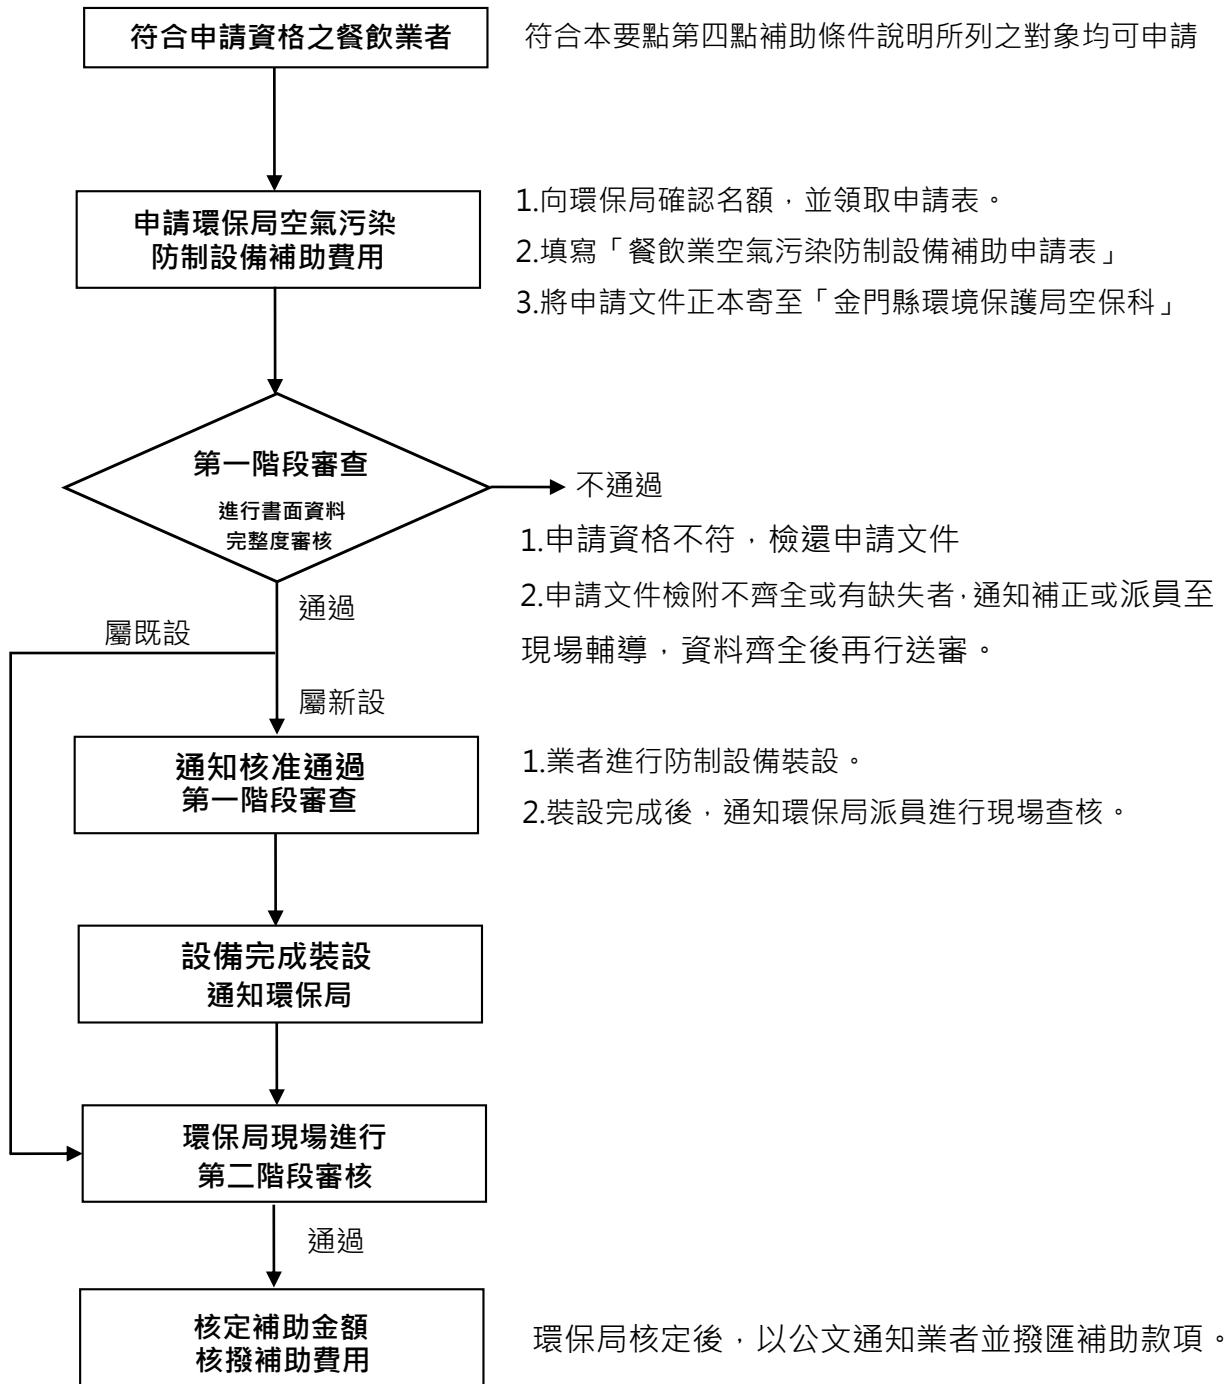 符合申請資格之餐飲業者
符合本要點第四點補助條件說明所列之對象均可申請
申請環保局空氣污染
防制設備補助費用
1.向環保局確認名額，並領取申請表。
2.填寫「餐飲業空氣污染防制設備補助申請表」
3.將申請文件正本寄至「金門縣環境保護局空保科」
第一階段審查
進行書面資料
完整度審核
不通過
1.申請資格不符，檢還申請文件
2.申請文件檢附不齊全或有缺失者，通知補正或派員至
現場輔導，資料齊全後再行送審。
通過
屬既設
屬新設
通知核准通過
第一階段審查
1.業者進行防制設備裝設。
2.裝設完成後，通知環保局派員進行現場查核。
設備完成裝設
通知環保局
環保局現場進行
第二階段審核
通過
核定補助金額
核撥補助費用
環保局核定後，以公文通知業者並撥匯補助款項。